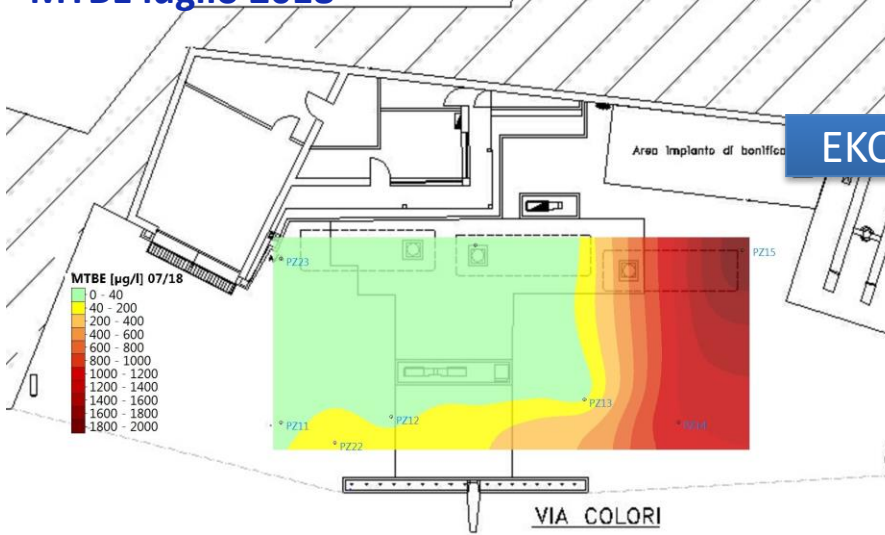 MTBE luglio 2018
Area impianto di bonifica
EKO
PZ15
PZ23
MTBE [µg/l] 07/18
0 - 40
40 - 200
200 - 400
400 - 600
600 - 800
800 - 1000
1000 - 1200
1200 - 1400
1400 - 1600
1600 - 1800
1800 - 2000
PZ13
PZ12
PZ11
PZ22
VIA COLORI